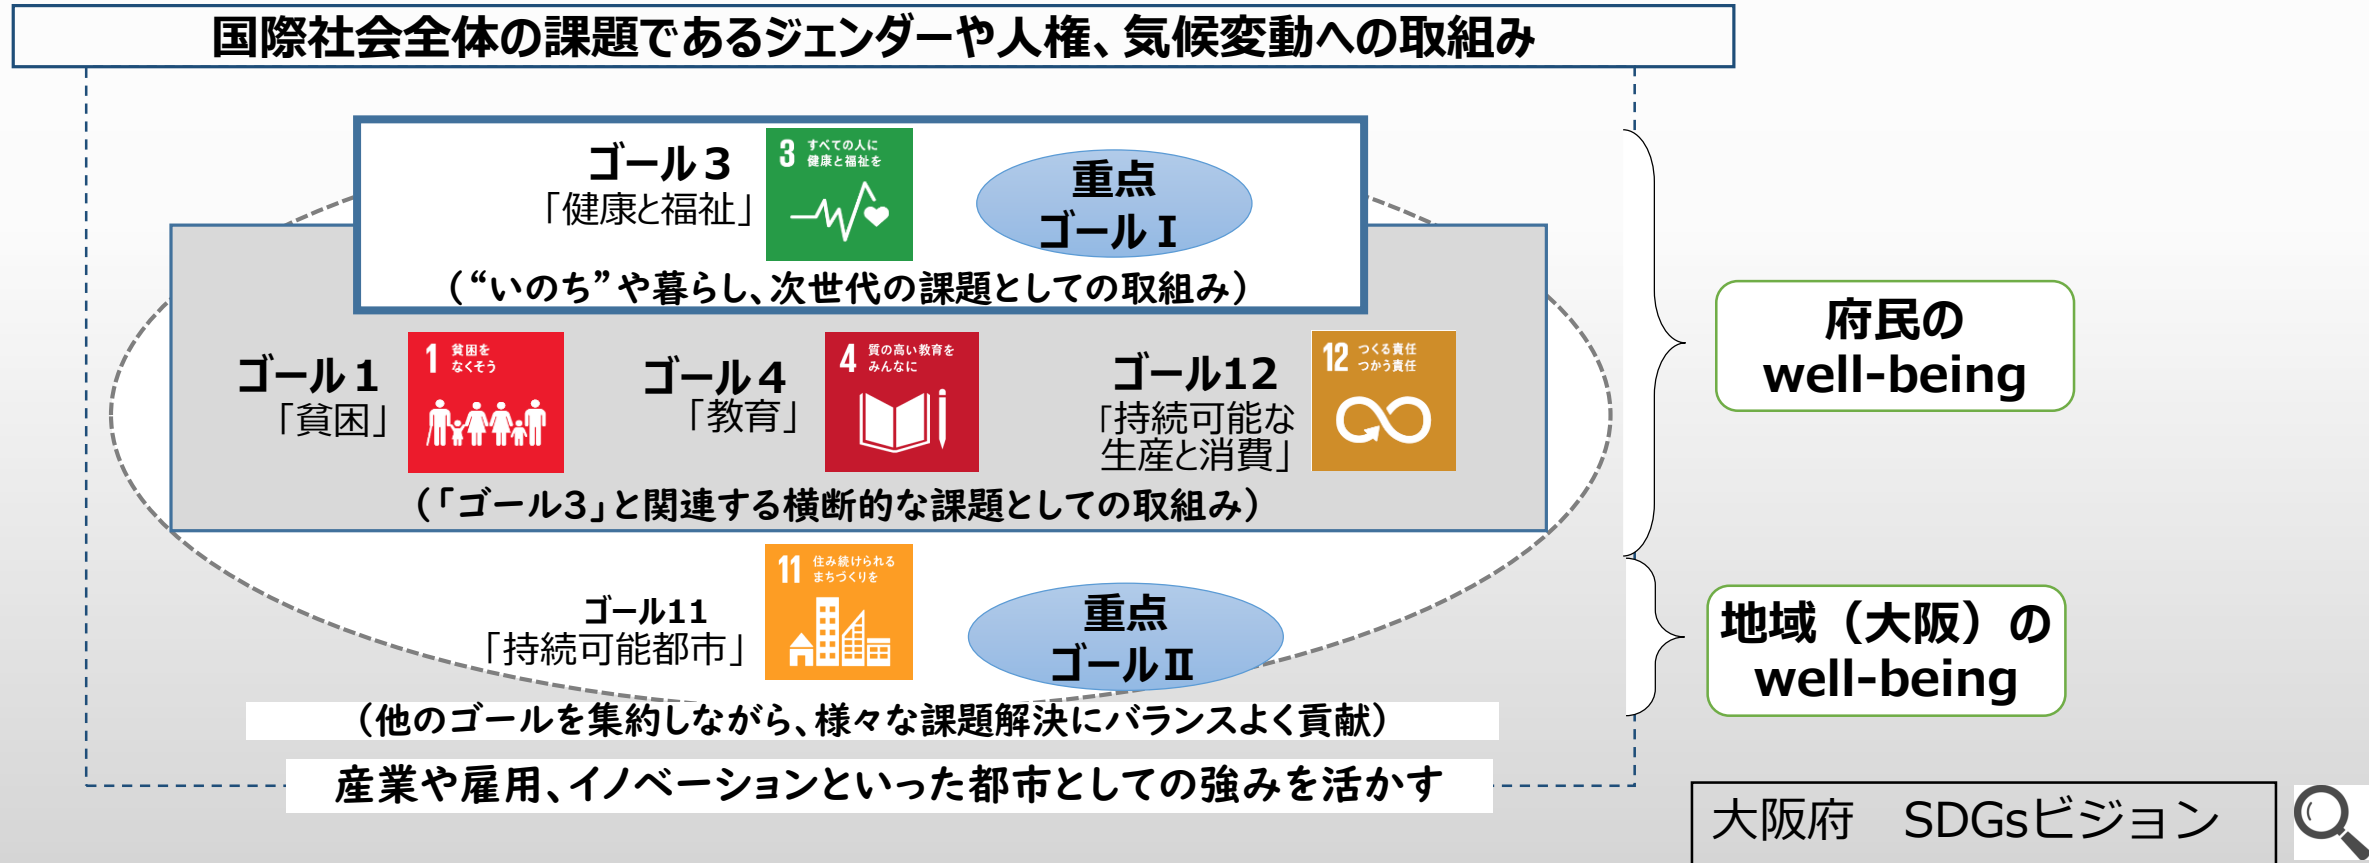 国際社会全体の課題であるジェンダーや人権、気候変動への取組み
ゴール３
「健康と福祉」
3 すべての人に
健康と福祉を
重点
ゴールⅠ
（“いのち”や暮らし、次世代の課題としての取組み）
ゴール１
「貧困」
1 貧困を
なくそう
ゴール４
「教育」
4 質の高い教育を
みんなに
ゴール12
「持続可能な
生産と消費」
12 つくる責任
つかう責任
（「ゴール3」と関連する横断的な課題としての取組み）
ゴール11
「持続可能都市」
11 住み続けられる
まちづくりを
重点
ゴールⅡ
（他のゴールを集約しながら、様々な課題解決にバランスよく貢献）
産業や雇用、イノベーションといった都市としての強みを活かす
府民の
well-being
地域（大阪）の
well-being
大阪府　SDGsビジョン